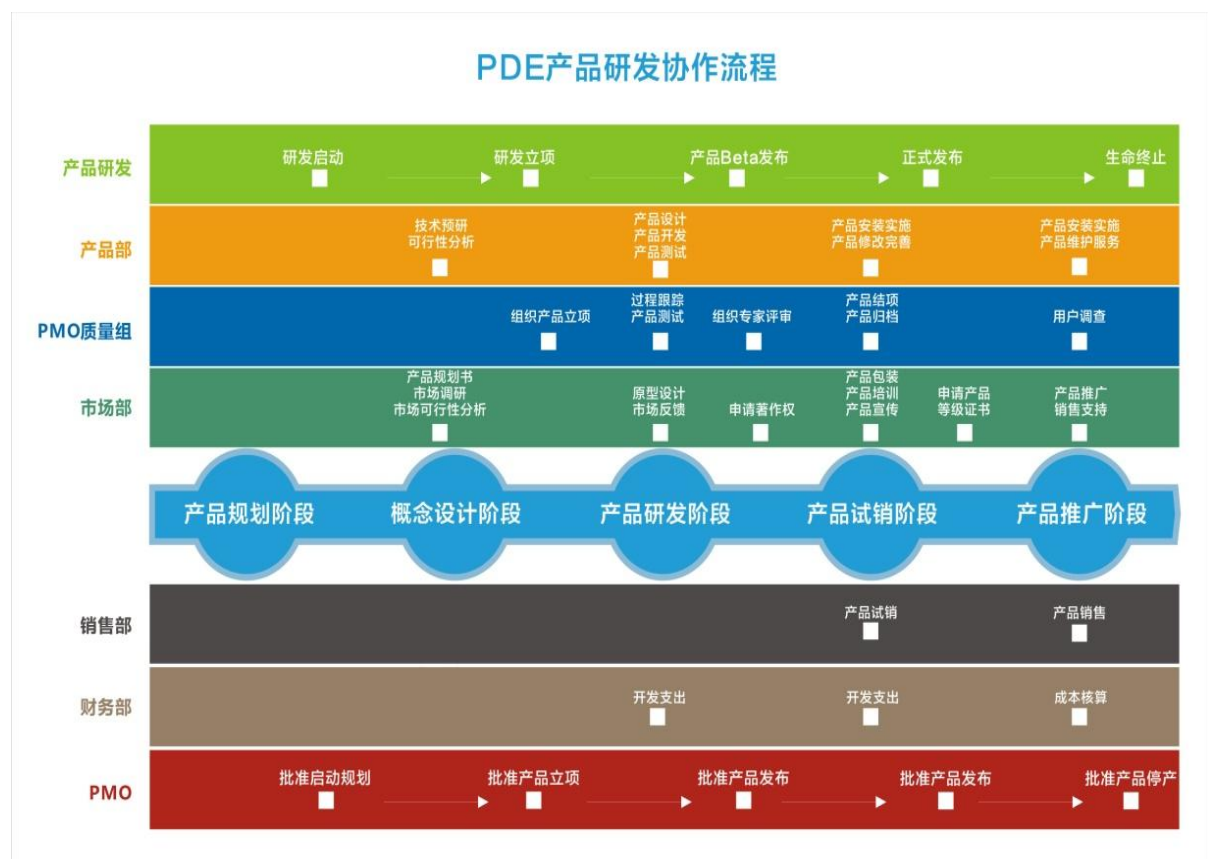 PDE产品研发协作流程
产品研发
研发启动
研发立项
产品Beta发布
正式发布
生命终止
产品部
技术预研
可行性分析
产品设计
产品开发
产品测试
产品安装实施
产品修改完善
产品安装实施
产品维护服务
PMO质量组
组织产品立项
过程跟踪
产品测试
组织专家评审
产品结项
产品归档
用户调查
市场部
产品规划书
市场调研
市场可行性分析
原型设计
市场反馈
申请著作权
产品包装
产品培训
产品宣传
申请产品
等级证书
产品推广
销售支持
产品规划阶段
概念设计阶段
产品研发阶段
产品试销阶段
产品推广阶段
销售部
产品试销
产品销售
财务部
开发支出
开发支出
成本核算
PMO
批准启动规划
批准产品立项
批准产品发布
批准产品发布
批准产品停产